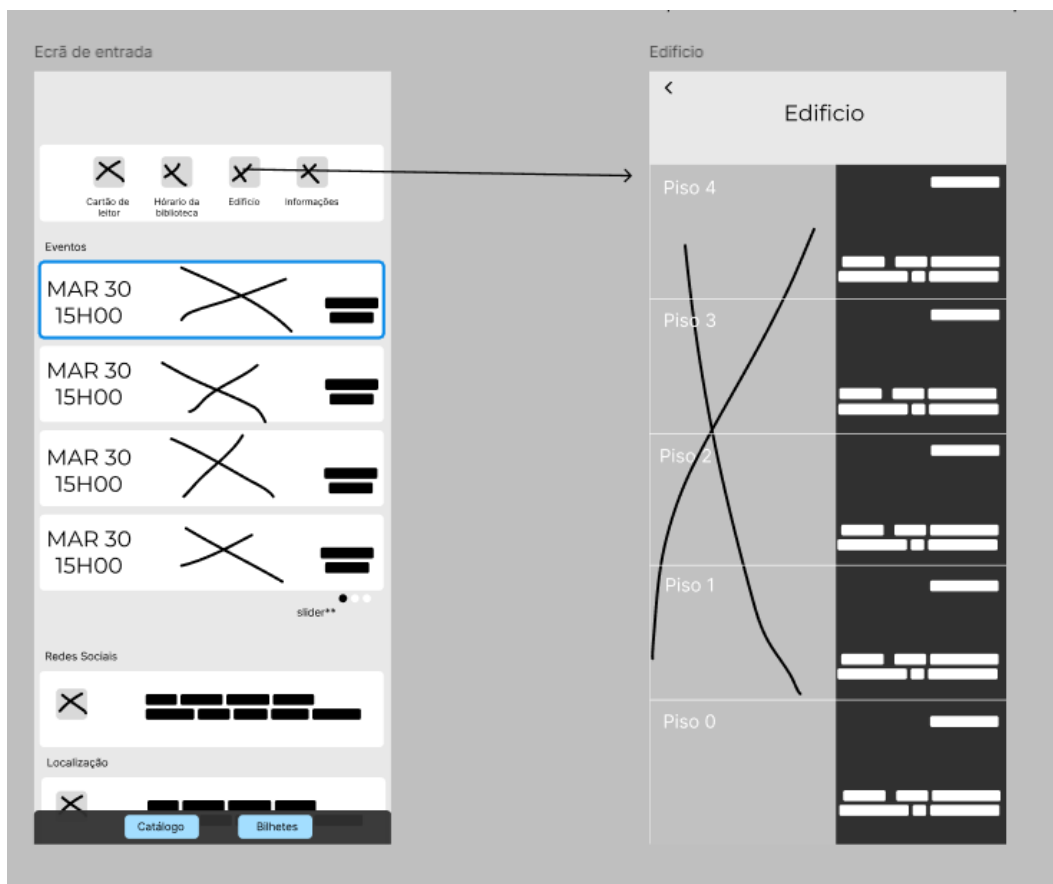 Ecrã de entrada
Cartão de
leitor
Hórario da
biblioteca
Edíficio
Informações
Eventos
MAR 30
15H00
MAR 30
15H00
MAR 30
15H00
MAR 30
15H00
slider**
Redes Sociais
Localização
Catálogo
Bilhetes
Edificio
<
Edificio
Piso 4
Piso 3
Piso 2
Piso 1
Piso 0